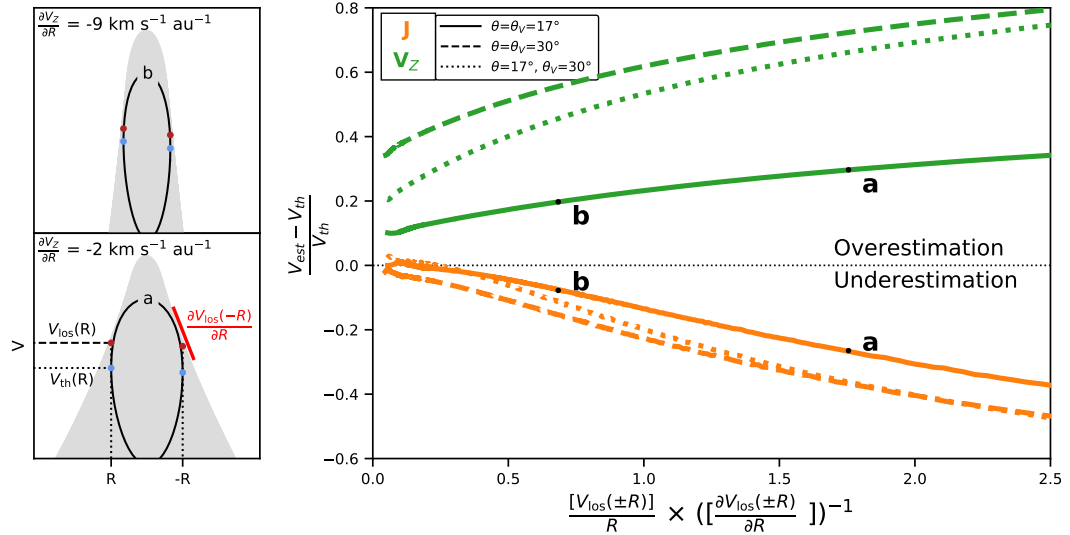 ∂V_Z/∂R = -9 km s⁻¹ au⁻¹
b
∂V_Z/∂R = -2 km s⁻¹ au⁻¹
a
V_los(R)
∂V_los(-R)/∂R
V_th(R)
V
R -R
J
V_Z
θ=θ_V=17°
θ=θ_V=30°
θ=17°, θ_V=30°
0.8
0.6
0.4
0.2
0.0
−0.2
−0.4
−0.6
(V_est − V_th)/V_th
a
b
Overestimation
Underestimation
b
a
0.0 0.5 1.0 1.5 2.0 2.5
[V_los(±R)]/R × ([∂V_los(±R)/∂R ])⁻¹